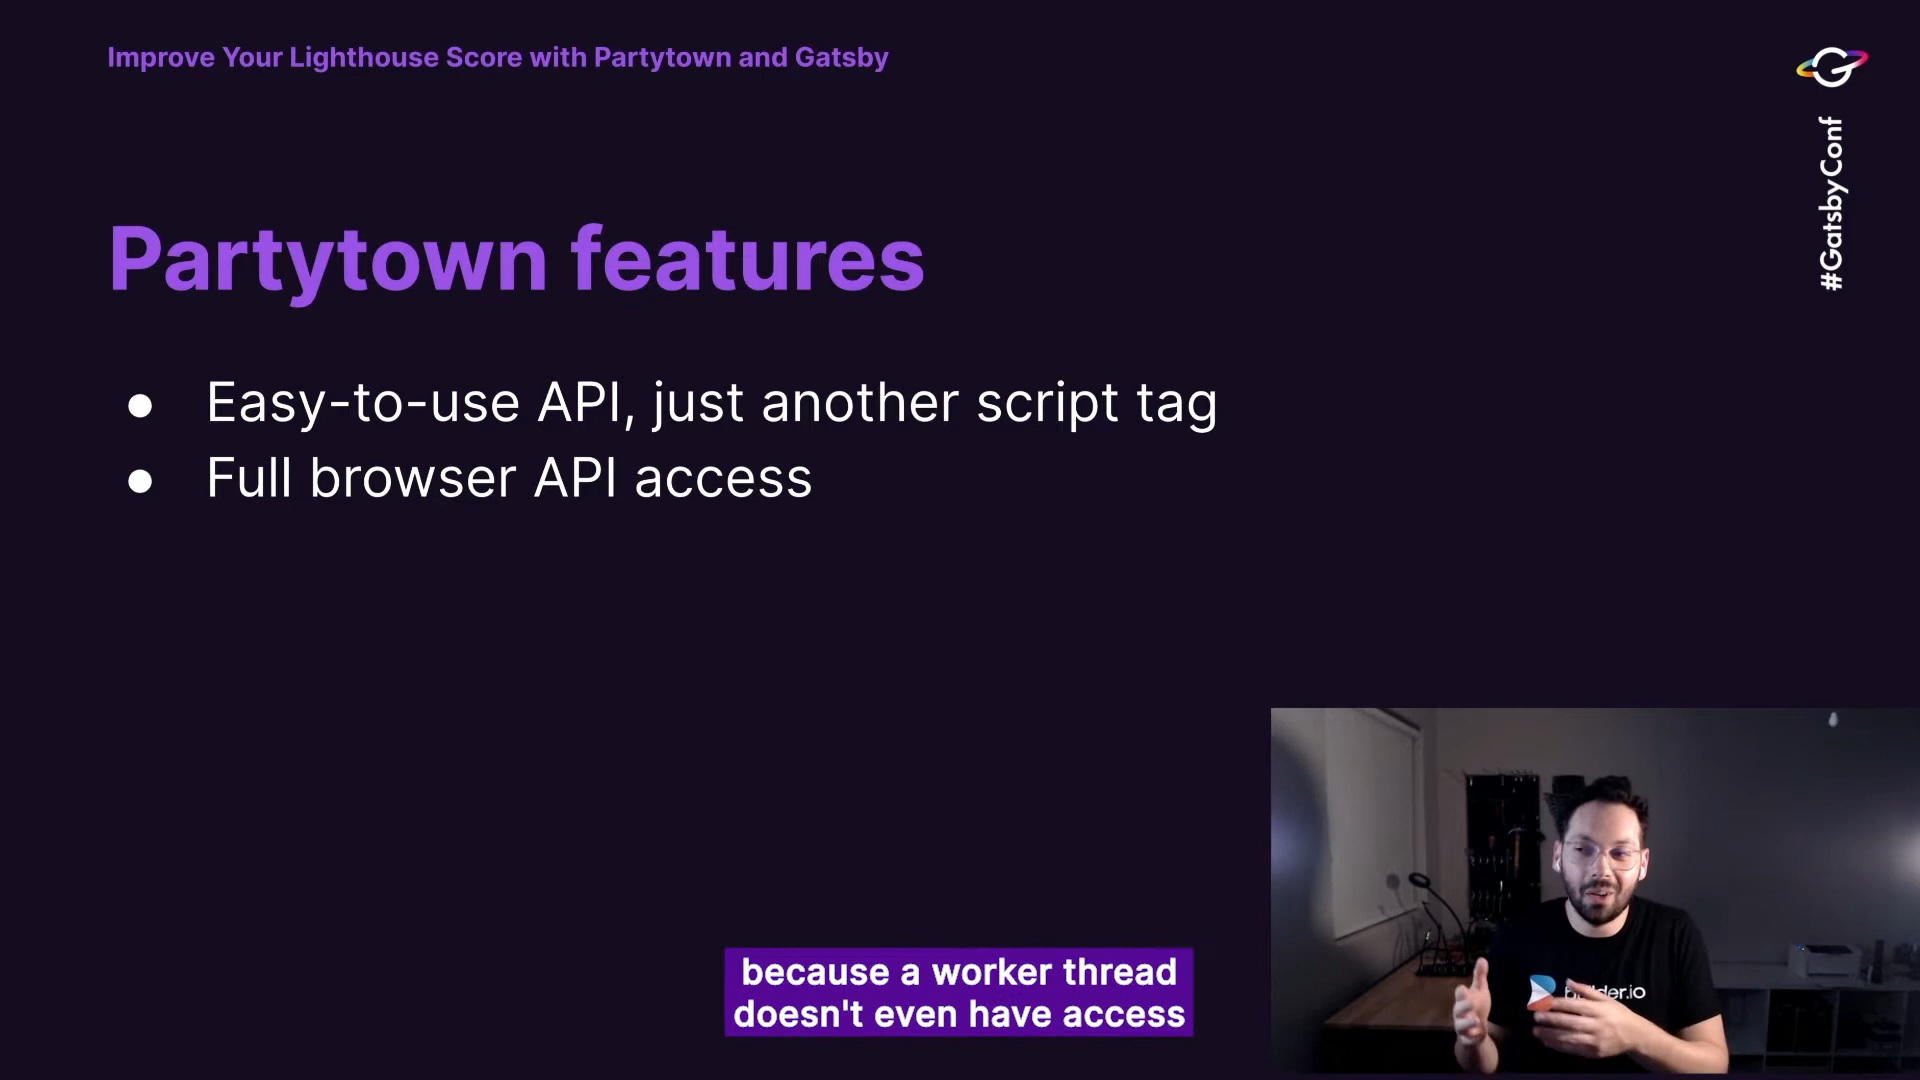 Improve Your Lighthouse Score with Partytown and Gatsby
#GatsbyConf
Partytown features
● Easy-to-use API, just another script tag
● Full browser API access
because a worker thread
doesn't even have access